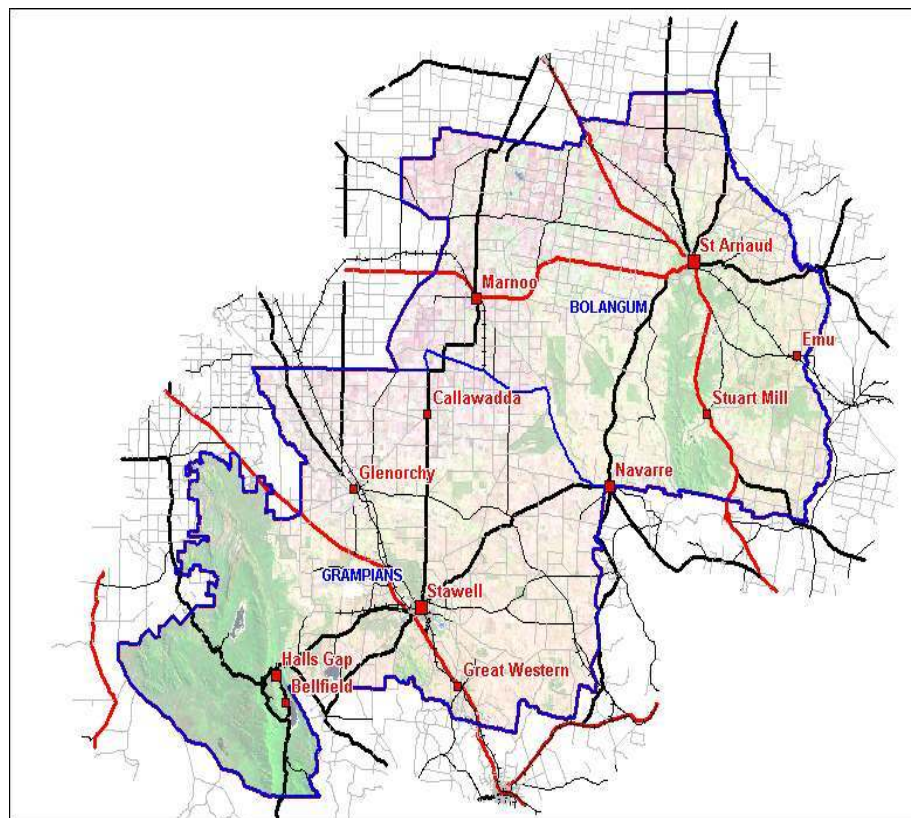 St Arnaud
Marnoo
BOLANGUM
Emu
Callawadda
Stuart Mill
Glenorchy
Navarre
GRAMPIANS
Stawell
Halls Gap
Great Western
Bellfield